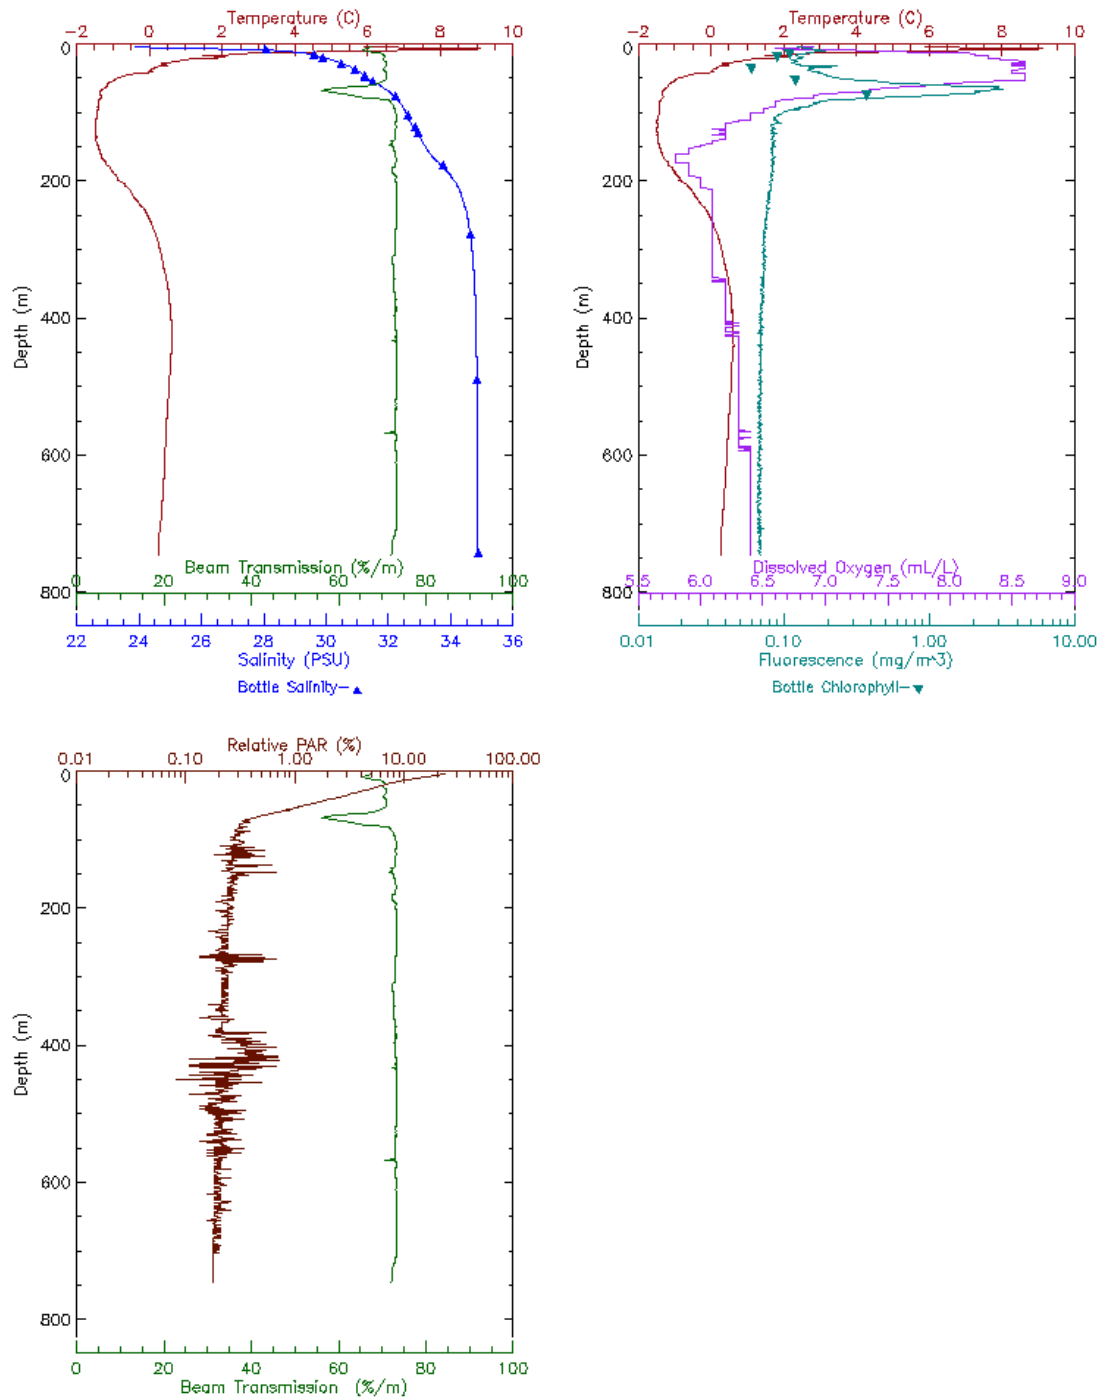 Temperature (C)
-2 0 2 4 6 8 10
0
200
400
600
800
Depth (m)
Beam Transmission (%/m)
0 20 40 60 80 100
22 24 26 28 30 32 34 36
Salinity (PSU)
Bottle Salinity—▲
Temperature (C)
-2 0 2 4 6 8 10
0
200
400
600
800
Depth (m)
Dissolved Oxygen (mL/L)
5.5 6.0 6.5 7.0 7.5 8.0 8.5 9.0
0.01 0.10 1.00 10.00
Fluorescence (mg/m^3)
Bottle Chlorophyll—▼
Relative PAR (%)
0.01 0.10 1.00 10.00 100.00
0
200
400
600
800
Depth (m)
0 20 40 60 80 100
Beam Transmission (%/m)